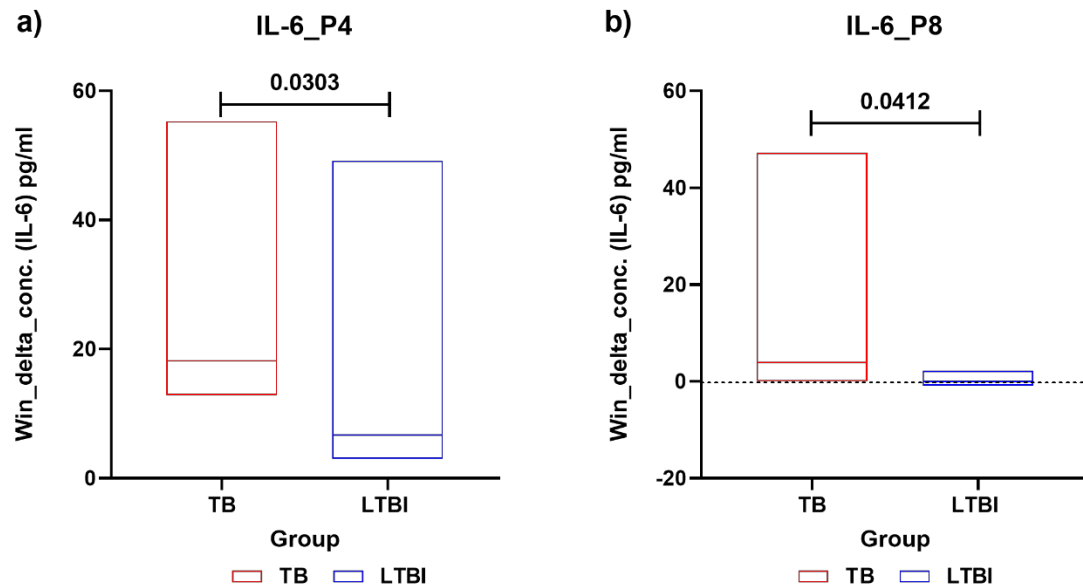 a)
IL-6_P4
Win_delta_conc. (IL-6) pg/ml
60
40
20
0
0.0303
TB
LTBI
Group
TB
LTBI
b)
IL-6_P8
Win_delta_conc. (IL-6) pg/ml
60
40
20
0
-20
0.0412
TB
LTBI
Group
TB
LTBI